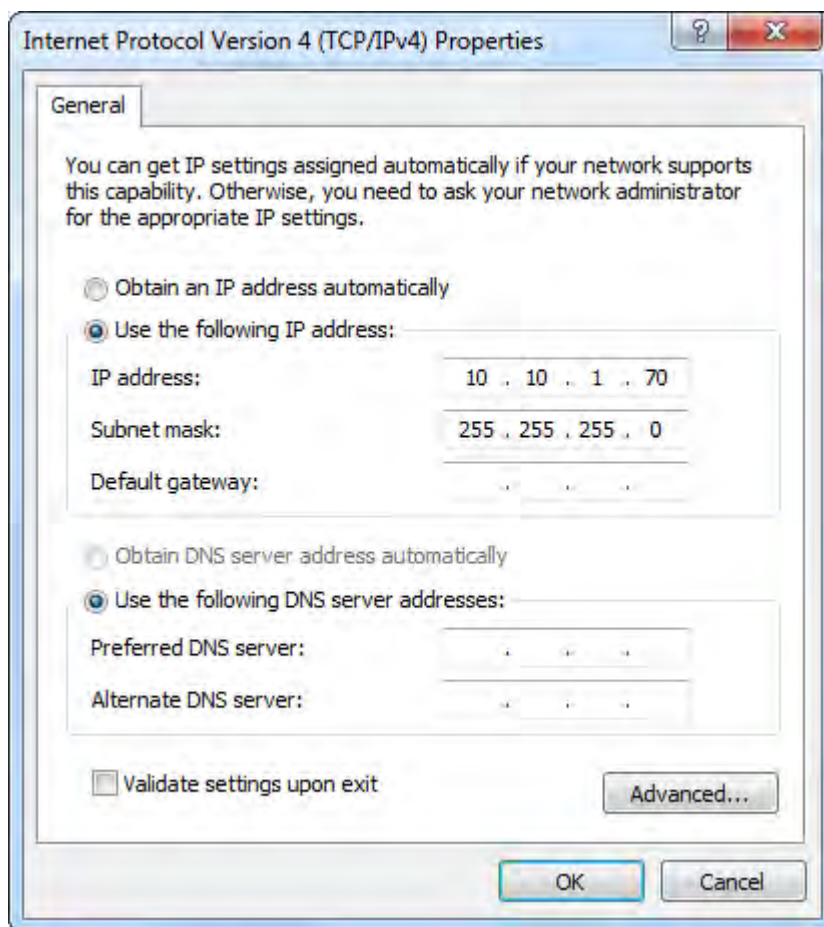 Internet Protocol Version 4 (TCP/IPv4) Properties
General
You can get IP settings assigned automatically if your network supports
this capability. Otherwise, you need to ask your network administrator
for the appropriate IP settings.
Obtain an IP address automatically
Use the following IP address:
IP address: 10 . 10 . 1 . 70
Subnet mask: 255 . 255 . 255 . 0
Default gateway: . . .
Obtain DNS server address automatically
Use the following DNS server addresses:
Preferred DNS server: . . .
Alternate DNS server: . . .
Validate settings upon exit
Advanced...
OK Cancel